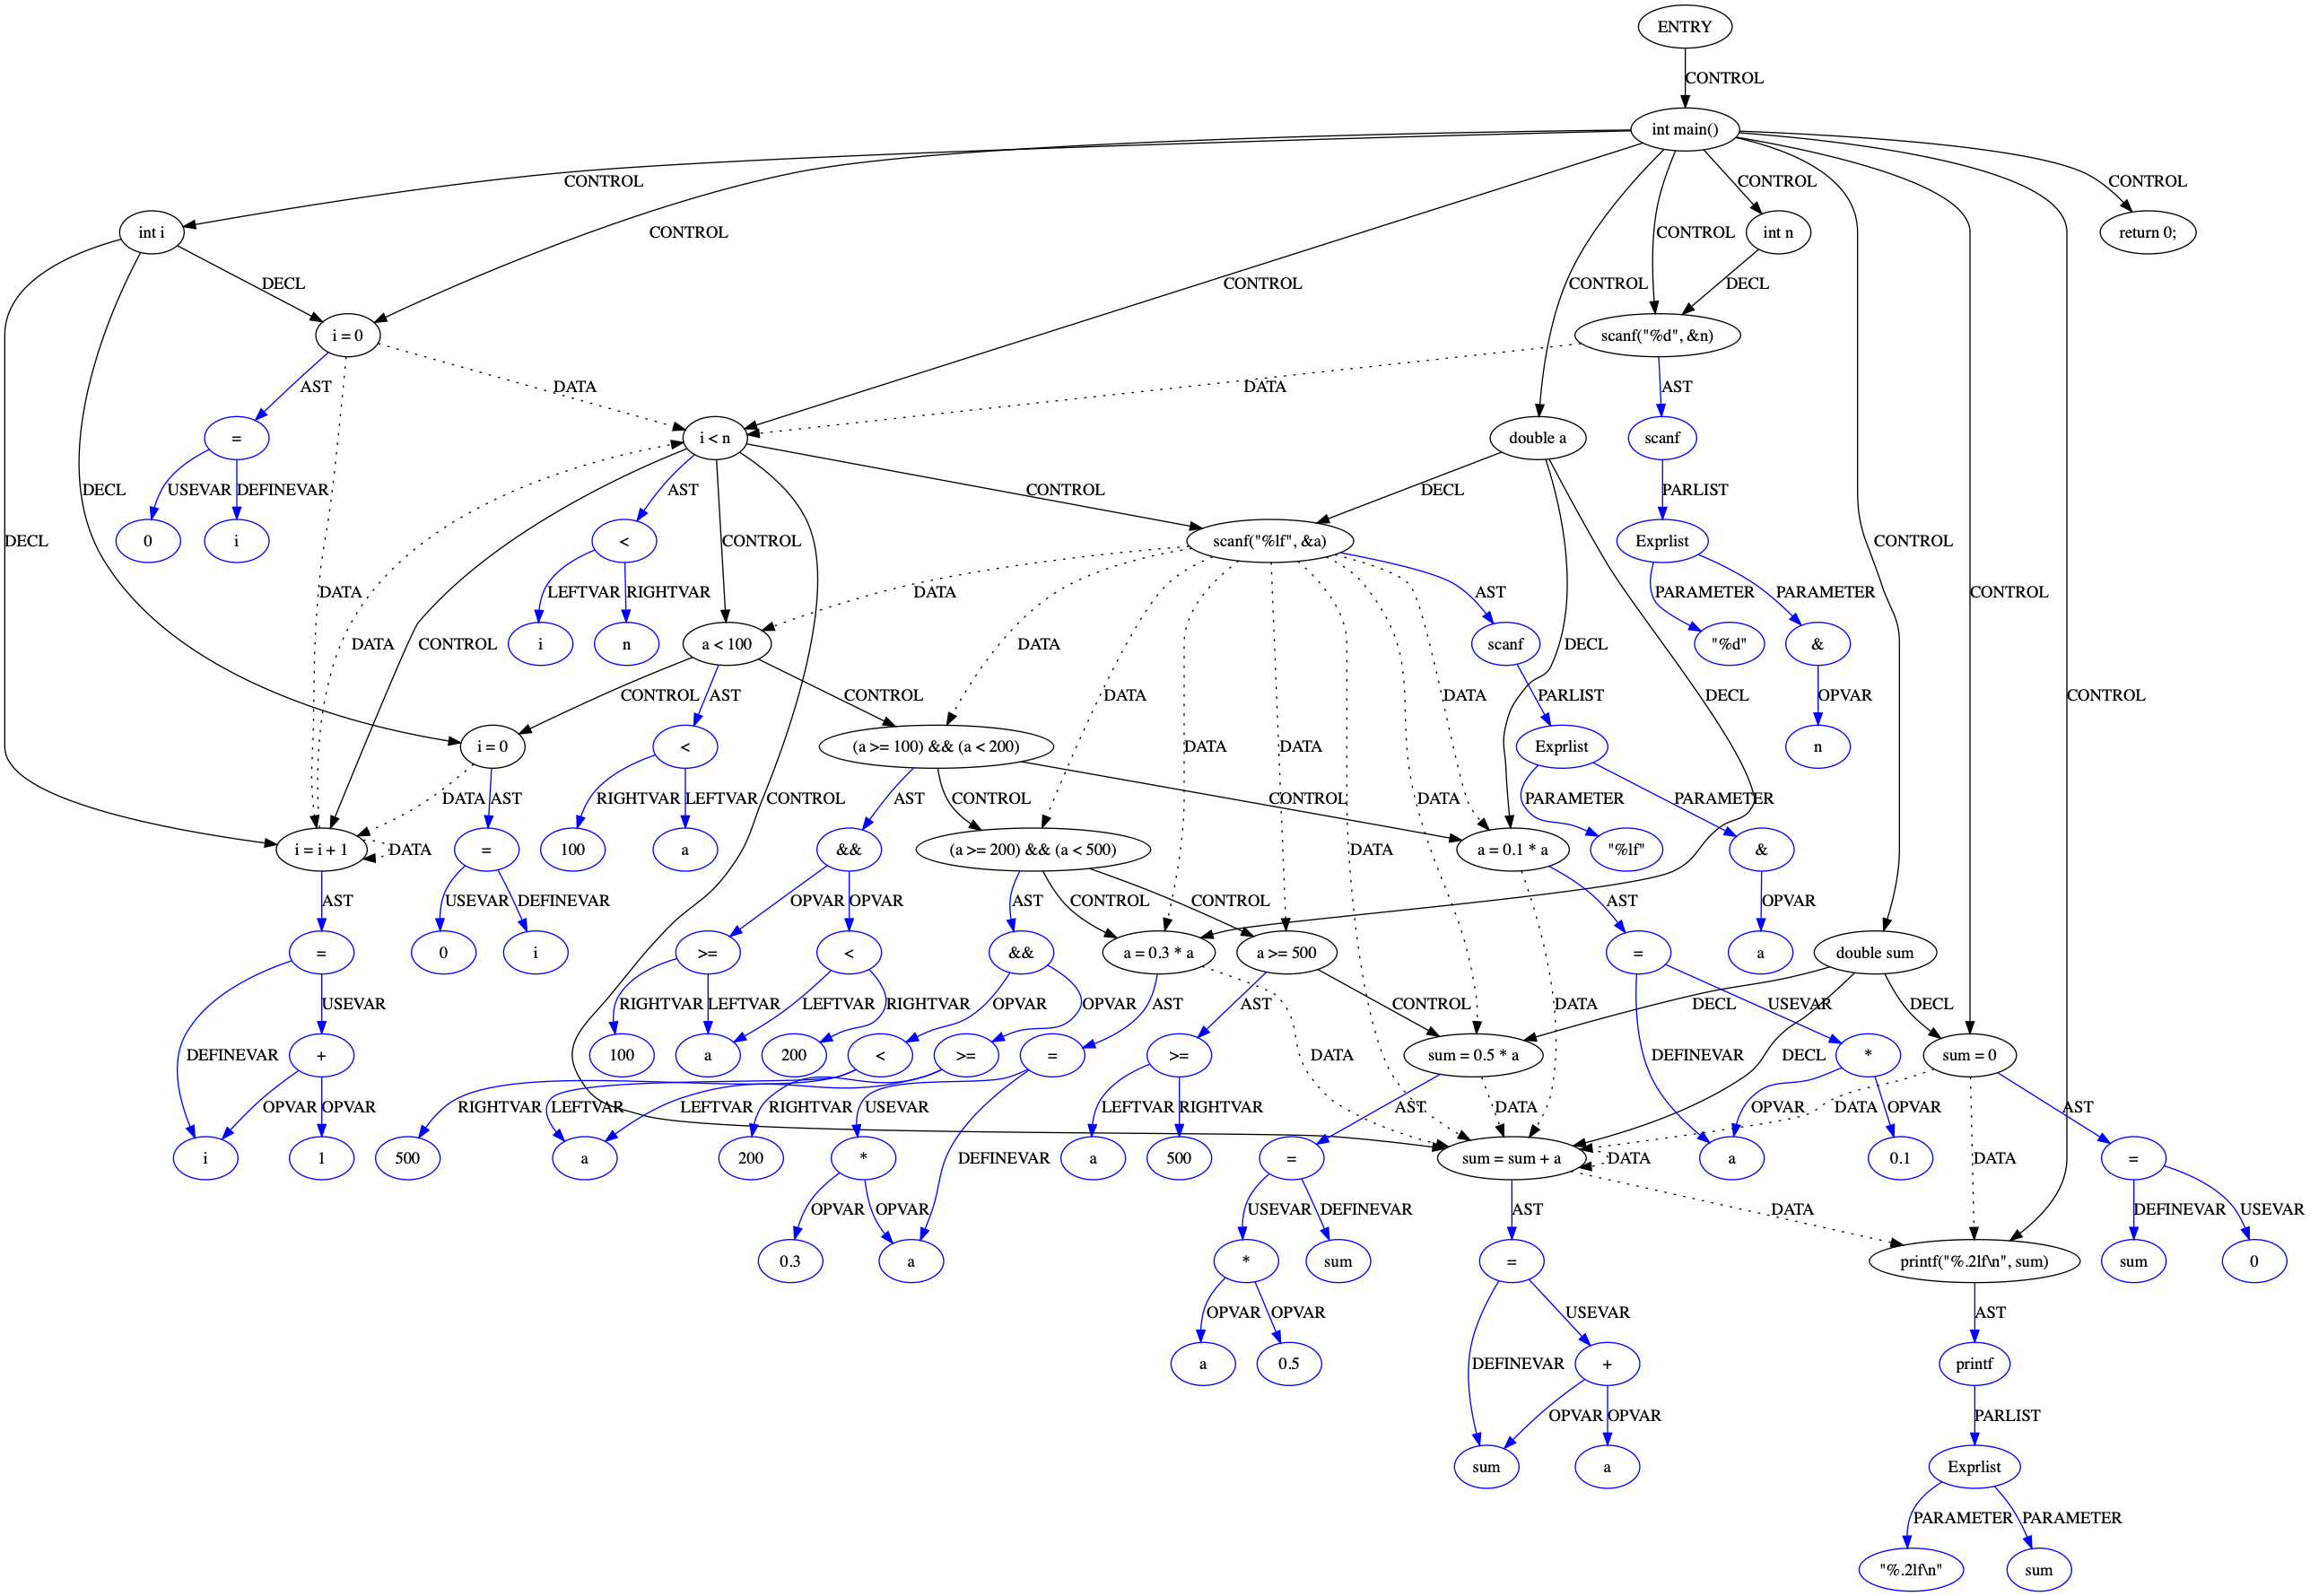 ENTRY
CONTROL
int main()
CONTROL
CONTROL
CONTROL
int i
CONTROL
CONTROL
CONTROL
int n
return 0;
DECL
CONTROL
CONTROL
DECL
i = 0
scanf("%d", &n)
AST
DATA
DATA
AST
=
i < n
double a
scanf
DECL
USEVAR
DEFINEVAR
AST
CONTROL
DECL
PARLIST
DECL
0
i
<
CONTROL
scanf("%lf", &a)
Exprlist
CONTROL
DATA
LEFTVAR
RIGHTVAR
DATA
AST
PARAMETER
PARAMETER
CONTROL
DATA
CONTROL
i
n
a < 100
DATA
scanf
DECL
"%d"
&
CONTROL
AST
CONTROL
DATA
DATA
PARLIST
DECL
OPVAR
CONTROL
i = 0
<
(a >= 100) && (a < 200)
DATA
DATA
Exprlist
n
DATA
AST
RIGHTVAR
LEFTVAR
CONTROL
AST
CONTROL
CONTROL
DATA
PARAMETER
PARAMETER
i = i + 1
DATA
=
100
a
&&
(a >= 200) && (a < 500)
DATA
a = 0.1 * a
"%lf"
&
AST
USEVAR
DEFINEVAR
OPVAR
OPVAR
AST
CONTROL
CONTROL
AST
OPVAR
=
0
i
>=
<
&&
a = 0.3 * a
a >= 500
=
a
double sum
USEVAR
RIGHTVAR
LEFTVAR
LEFTVAR
RIGHTVAR
OPVAR
OPVAR
AST
AST
CONTROL
DECL
DATA
USEVAR
DECL
DEFINEVAR
+
100
a
200
<
>=
=
DATA
>=
sum = 0.5 * a
DECL
DEFINEVAR
*
sum = 0
OPVAR
OPVAR
RIGHTVAR
LEFTVAR
LEFTVAR
RIGHTVAR
USEVAR
LEFTVAR
RIGHTVAR
AST
DATA
OPVAR
OPVAR
DATA
AST
i
1
500
a
200
*
DEFINEVAR
a
500
=
sum = sum + a
DATA
a
0.1
DATA
=
OPVAR
OPVAR
USEVAR
DEFINEVAR
AST
DATA
DEFINEVAR
USEVAR
0.3
a
*
sum
=
printf("%.2lf\n", sum)
sum
0
OPVAR
OPVAR
USEVAR
AST
a
0.5
DEFINEVAR
+
printf
OPVAR
OPVAR
PARLIST
sum
a
Exprlist
PARAMETER
PARAMETER
"%.2lf\n"
sum